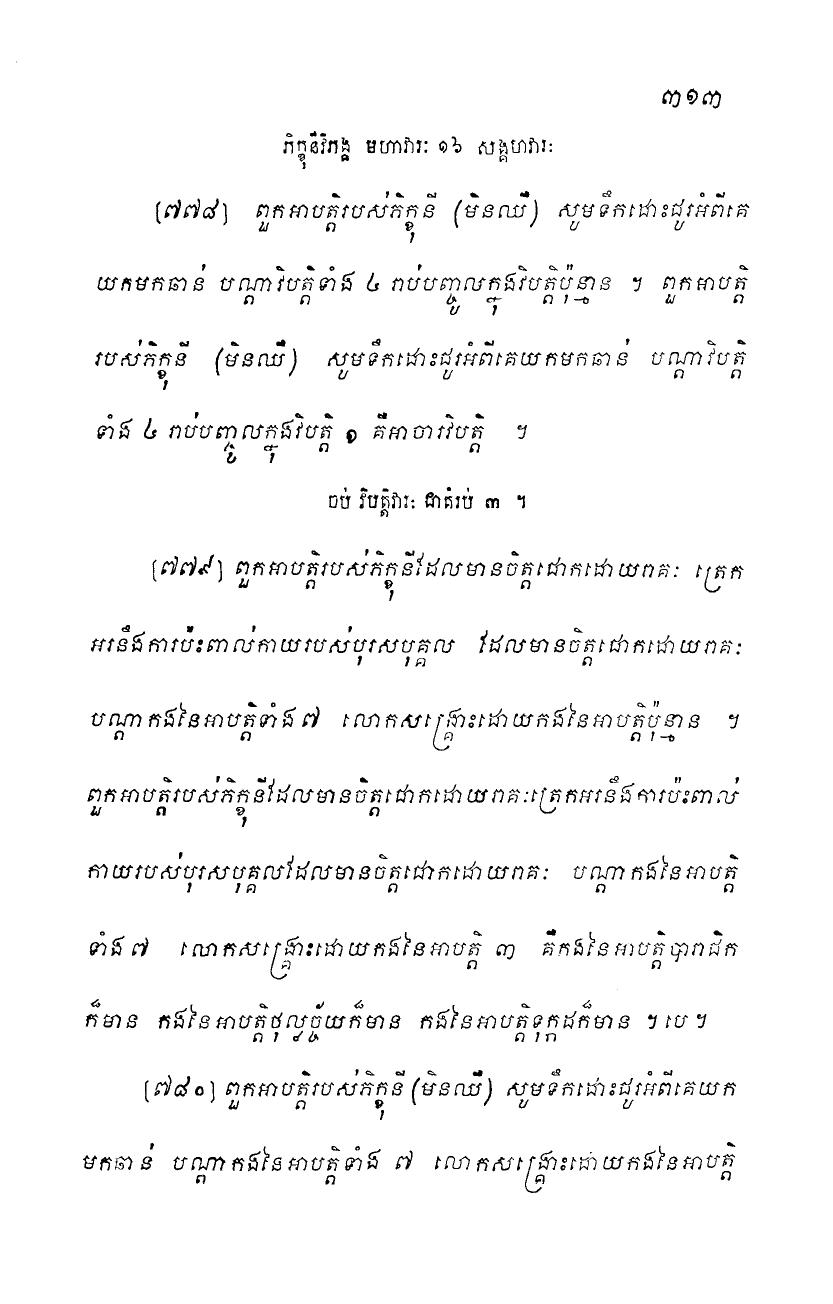 ៣១៣
ភិក្ខុនីវិភង្គ មហាវារៈ ១៦ សង្គហវារៈ
[៧៧៨] ពួកអាបត្តិរបស់ភិក្ខុនី (មិនឈឺ) សូមទឹកដោះជូរអំពីគេ
យកមកឆាន់ បណ្តាវិបត្តិទាំង ៤ រាប់បញ្ចូលក្នុងវិបត្តិប៉ុន្មាន ។ ពួកអាបត្តិ
របស់ភិក្ខុនី (មិនឈឺ) សូមទឹកដោះជូរអំពីគេយកមកឆាន់ បណ្តាវិបត្តិ
ទាំង ៤ រាប់បញ្ចូលក្នុងវិបត្តិ ១ គឺអាចារវិបត្តិ ។
ចប់ វិបត្តិវារៈ ជាគំរប់ ៣ ។
[៧៧៩] ពួកអាបត្តិរបស់ភិក្ខុនីដែលមានចិត្តជោកដោយរាគៈ ត្រេក
អរនឹងការប៉ះពាល់កាយរបស់បុរសបុគ្គល ដែលមានចិត្តជោកដោយរាគៈ
បណ្តាកងនៃអាបត្តិទាំង ៧ លោកសង្គ្រោះដោយកងនៃអាបត្តិប៉ុន្មាន ។
ពួកអាបត្តិរបស់ភិក្ខុនីដែលមានចិត្តជោកដោយរាគៈត្រេកអរនឹងការប៉ះពាល់
កាយរបស់បុរសបុគ្គលដែលមានចិត្តជោកដោយរាគៈ បណ្តាកងនៃអាបត្តិ
ទាំង ៧ លោកសង្គ្រោះដោយកងនៃអាបត្តិ ៣ គឺកងនៃអាបត្តិបារាជិក
ក៏មាន កងនៃអាបត្តិថុល្លច្ច័យក៏មាន កងនៃអាបត្តិទុក្កដក៏មាន ។ បេ ។
[៧៨០] ពួកអាបត្តិរបស់ភិក្ខុនី (មិនឈឺ) សូមទឹកដោះជូរអំពីគេយក
មកឆាន់ បណ្តាកងនៃអាបត្តិទាំង ៧ លោកសង្គ្រោះដោយកងនៃអាបត្តិ